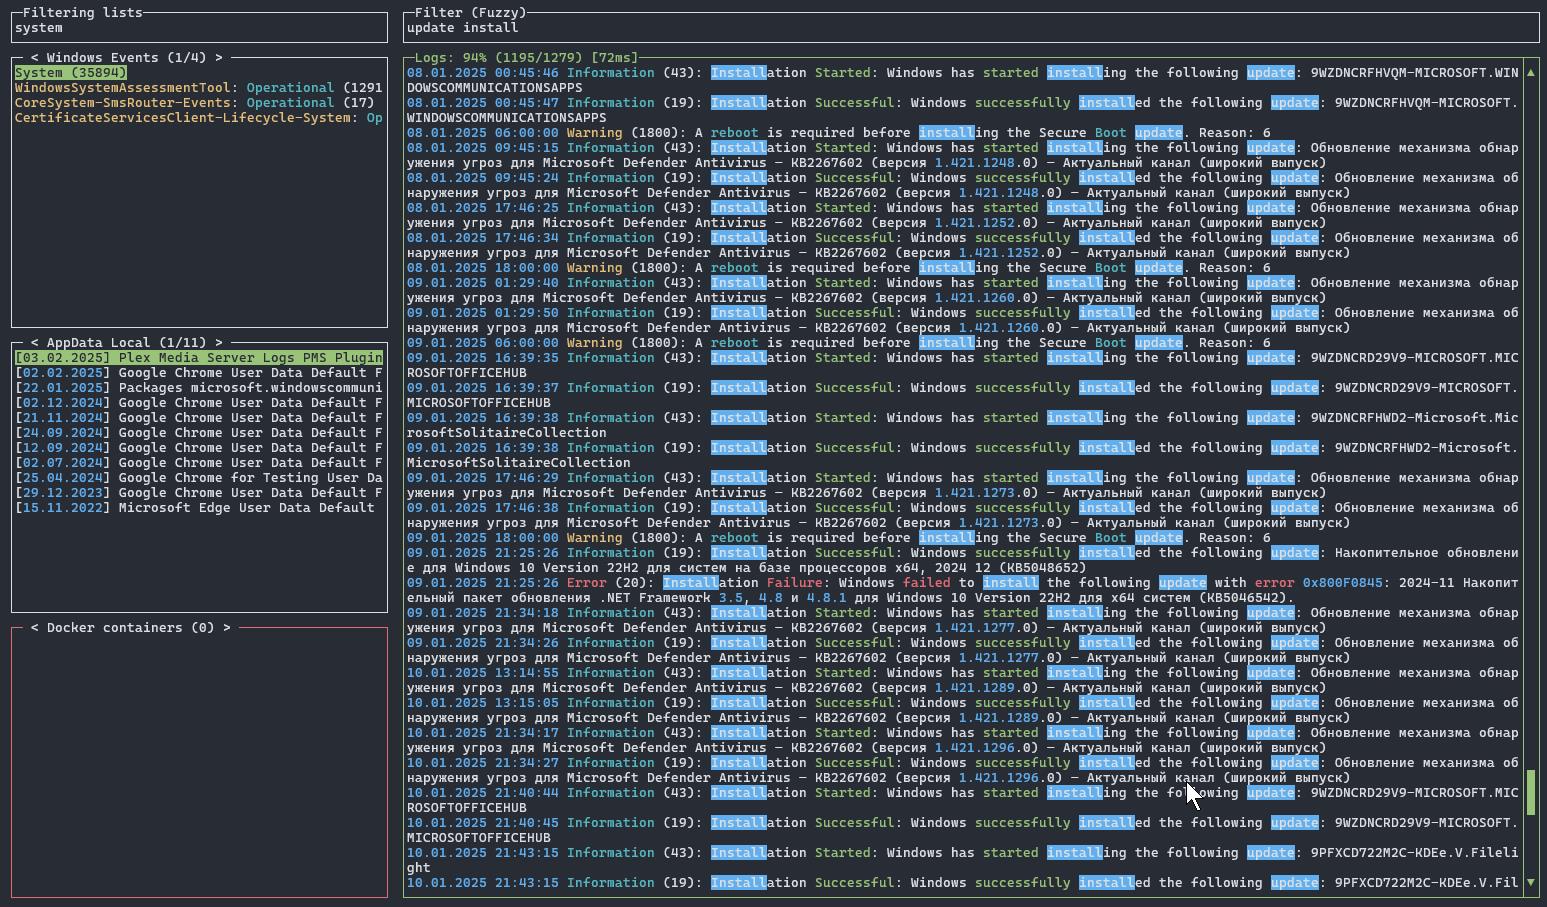 Filtering lists
system
< Windows Events (1/4) >
System (35894)
WindowsSystemAssessmentTool: Operational (1291
CoreSystem-SmsRouter-Events: Operational (17)
CertificateServicesClient-Lifecycle-System: Op
< AppData Local (1/11) >
[03.02.2025] Plex Media Server Logs PMS Plugin
[02.02.2025] Google Chrome User Data Default F
[22.01.2025] Packages microsoft.windowscommuni
[02.12.2024] Google Chrome User Data Default F
[21.11.2024] Google Chrome User Data Default F
[24.09.2024] Google Chrome User Data Default F
[12.09.2024] Google Chrome User Data Default F
[02.07.2024] Google Chrome User Data Default F
[25.04.2024] Google Chrome for Testing User Da
[29.12.2023] Google Chrome User Data Default F
[15.11.2022] Microsoft Edge User Data Default
< Docker containers (0) >
Filter (Fuzzy)
update install
Logs: 94% (1195/1279) [72ms]
08.01.2025 00:45:46 Information (43): Installation Started: Windows has started installing the following update: 9WZDNCRFHVQM-MICROSOFT.WIN
DOWSCOMMUNICATIONSAPPS
08.01.2025 00:45:47 Information (19): Installation Successful: Windows successfully installed the following update: 9WZDNCRFHVQM-MICROSOFT.
WINDOWSCOMMUNICATIONSAPPS
08.01.2025 06:00:00 Warning (1800): A reboot is required before installing the Secure Boot update. Reason: 6
08.01.2025 09:45:15 Information (43): Installation Started: Windows has started installing the following update: Обновление механизма обнар
ужения угроз для Microsoft Defender Antivirus — KB2267602 (версия 1.421.1248.0) — Актуальный канал (широкий выпуск)
08.01.2025 09:45:24 Information (19): Installation Successful: Windows successfully installed the following update: Обновление механизма об
наружения угроз для Microsoft Defender Antivirus — KB2267602 (версия 1.421.1248.0) — Актуальный канал (широкий выпуск)
08.01.2025 17:46:25 Information (43): Installation Started: Windows has started installing the following update: Обновление механизма обнар
ужения угроз для Microsoft Defender Antivirus — KB2267602 (версия 1.421.1252.0) — Актуальный канал (широкий выпуск)
08.01.2025 17:46:34 Information (19): Installation Successful: Windows successfully installed the following update: Обновление механизма об
наружения угроз для Microsoft Defender Antivirus — KB2267602 (версия 1.421.1252.0) — Актуальный канал (широкий выпуск)
08.01.2025 18:00:00 Warning (1800): A reboot is required before installing the Secure Boot update. Reason: 6
09.01.2025 01:29:40 Information (43): Installation Started: Windows has started installing the following update: Обновление механизма обнар
ужения угроз для Microsoft Defender Antivirus — KB2267602 (версия 1.421.1260.0) — Актуальный канал (широкий выпуск)
09.01.2025 01:29:50 Information (19): Installation Successful: Windows successfully installed the following update: Обновление механизма об
наружения угроз для Microsoft Defender Antivirus — KB2267602 (версия 1.421.1260.0) — Актуальный канал (широкий выпуск)
09.01.2025 06:00:00 Warning (1800): A reboot is required before installing the Secure Boot update. Reason: 6
09.01.2025 16:39:35 Information (43): Installation Started: Windows has started installing the following update: 9WZDNCRD29V9-MICROSOFT.MIC
ROSOFTOFFICEHUB
09.01.2025 16:39:37 Information (19): Installation Successful: Windows successfully installed the following update: 9WZDNCRD29V9-MICROSOFT.
MICROSOFTOFFICEHUB
09.01.2025 16:39:38 Information (43): Installation Started: Windows has started installing the following update: 9WZDNCRFHWD2-Microsoft.Mic
rosoftSolitaireCollection
09.01.2025 16:39:38 Information (19): Installation Successful: Windows successfully installed the following update: 9WZDNCRFHWD2-Microsoft.
MicrosoftSolitaireCollection
09.01.2025 17:46:29 Information (43): Installation Started: Windows has started installing the following update: Обновление механизма обнар
ужения угроз для Microsoft Defender Antivirus — KB2267602 (версия 1.421.1273.0) — Актуальный канал (широкий выпуск)
09.01.2025 17:46:38 Information (19): Installation Successful: Windows successfully installed the following update: Обновление механизма об
наружения угроз для Microsoft Defender Antivirus — KB2267602 (версия 1.421.1273.0) — Актуальный канал (широкий выпуск)
09.01.2025 18:00:00 Warning (1800): A reboot is required before installing the Secure Boot update. Reason: 6
09.01.2025 21:25:26 Information (19): Installation Successful: Windows successfully installed the following update: Накопительное обновлени
е для Windows 10 Version 22H2 для систем на базе процессоров x64, 2024 12 (KB5048652)
09.01.2025 21:25:26 Error (20): Installation Failure: Windows failed to install the following update with error 0x800F0845: 2024-11 Накопит
ельный пакет обновления .NET Framework 3.5, 4.8 и 4.8.1 для Windows 10 Version 22H2 для x64 систем (KB5046542).
09.01.2025 21:34:18 Information (43): Installation Started: Windows has started installing the following update: Обновление механизма обнар
ужения угроз для Microsoft Defender Antivirus — KB2267602 (версия 1.421.1277.0) — Актуальный канал (широкий выпуск)
09.01.2025 21:34:26 Information (19): Installation Successful: Windows successfully installed the following update: Обновление механизма об
наружения угроз для Microsoft Defender Antivirus — KB2267602 (версия 1.421.1277.0) — Актуальный канал (широкий выпуск)
10.01.2025 13:14:55 Information (43): Installation Started: Windows has started installing the following update: Обновление механизма обнар
ужения угроз для Microsoft Defender Antivirus — KB2267602 (версия 1.421.1289.0) — Актуальный канал (широкий выпуск)
10.01.2025 13:15:05 Information (19): Installation Successful: Windows successfully installed the following update: Обновление механизма об
наружения угроз для Microsoft Defender Antivirus — KB2267602 (версия 1.421.1289.0) — Актуальный канал (широкий выпуск)
10.01.2025 21:34:17 Information (43): Installation Started: Windows has started installing the following update: Обновление механизма обнар
ужения угроз для Microsoft Defender Antivirus — KB2267602 (версия 1.421.1296.0) — Актуальный канал (широкий выпуск)
10.01.2025 21:34:27 Information (19): Installation Successful: Windows successfully installed the following update: Обновление механизма об
наружения угроз для Microsoft Defender Antivirus — KB2267602 (версия 1.421.1296.0) — Актуальный канал (широкий выпуск)
10.01.2025 21:40:44 Information (43): Installation Started: Windows has started installing the following update: 9WZDNCRD29V9-MICROSOFT.MIC
ROSOFTOFFICEHUB
10.01.2025 21:40:45 Information (19): Installation Successful: Windows successfully installed the following update: 9WZDNCRD29V9-MICROSOFT.
MICROSOFTOFFICEHUB
10.01.2025 21:43:15 Information (43): Installation Started: Windows has started installing the following update: 9PFXCD722M2C-KDEe.V.Fileli
ght
10.01.2025 21:43:15 Information (19): Installation Successful: Windows successfully installed the following update: 9PFXCD722M2C-KDEe.V.Fil